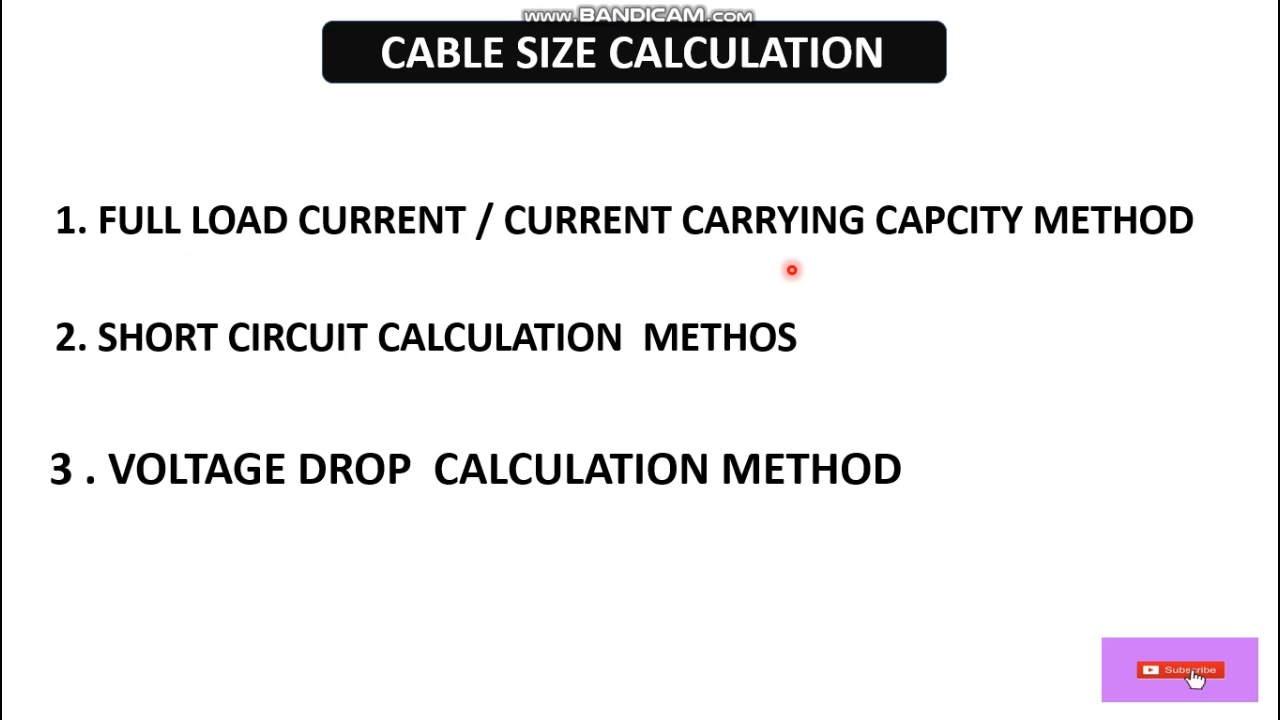 www.BANDICAM.com
CABLE SIZE CALCULATION
1. FULL LOAD CURRENT / CURRENT CARRYING CAPCITY METHOD
2. SHORT CIRCUIT CALCULATION METHOS
3 . VOLTAGE DROP CALCULATION METHOD
Subscribe